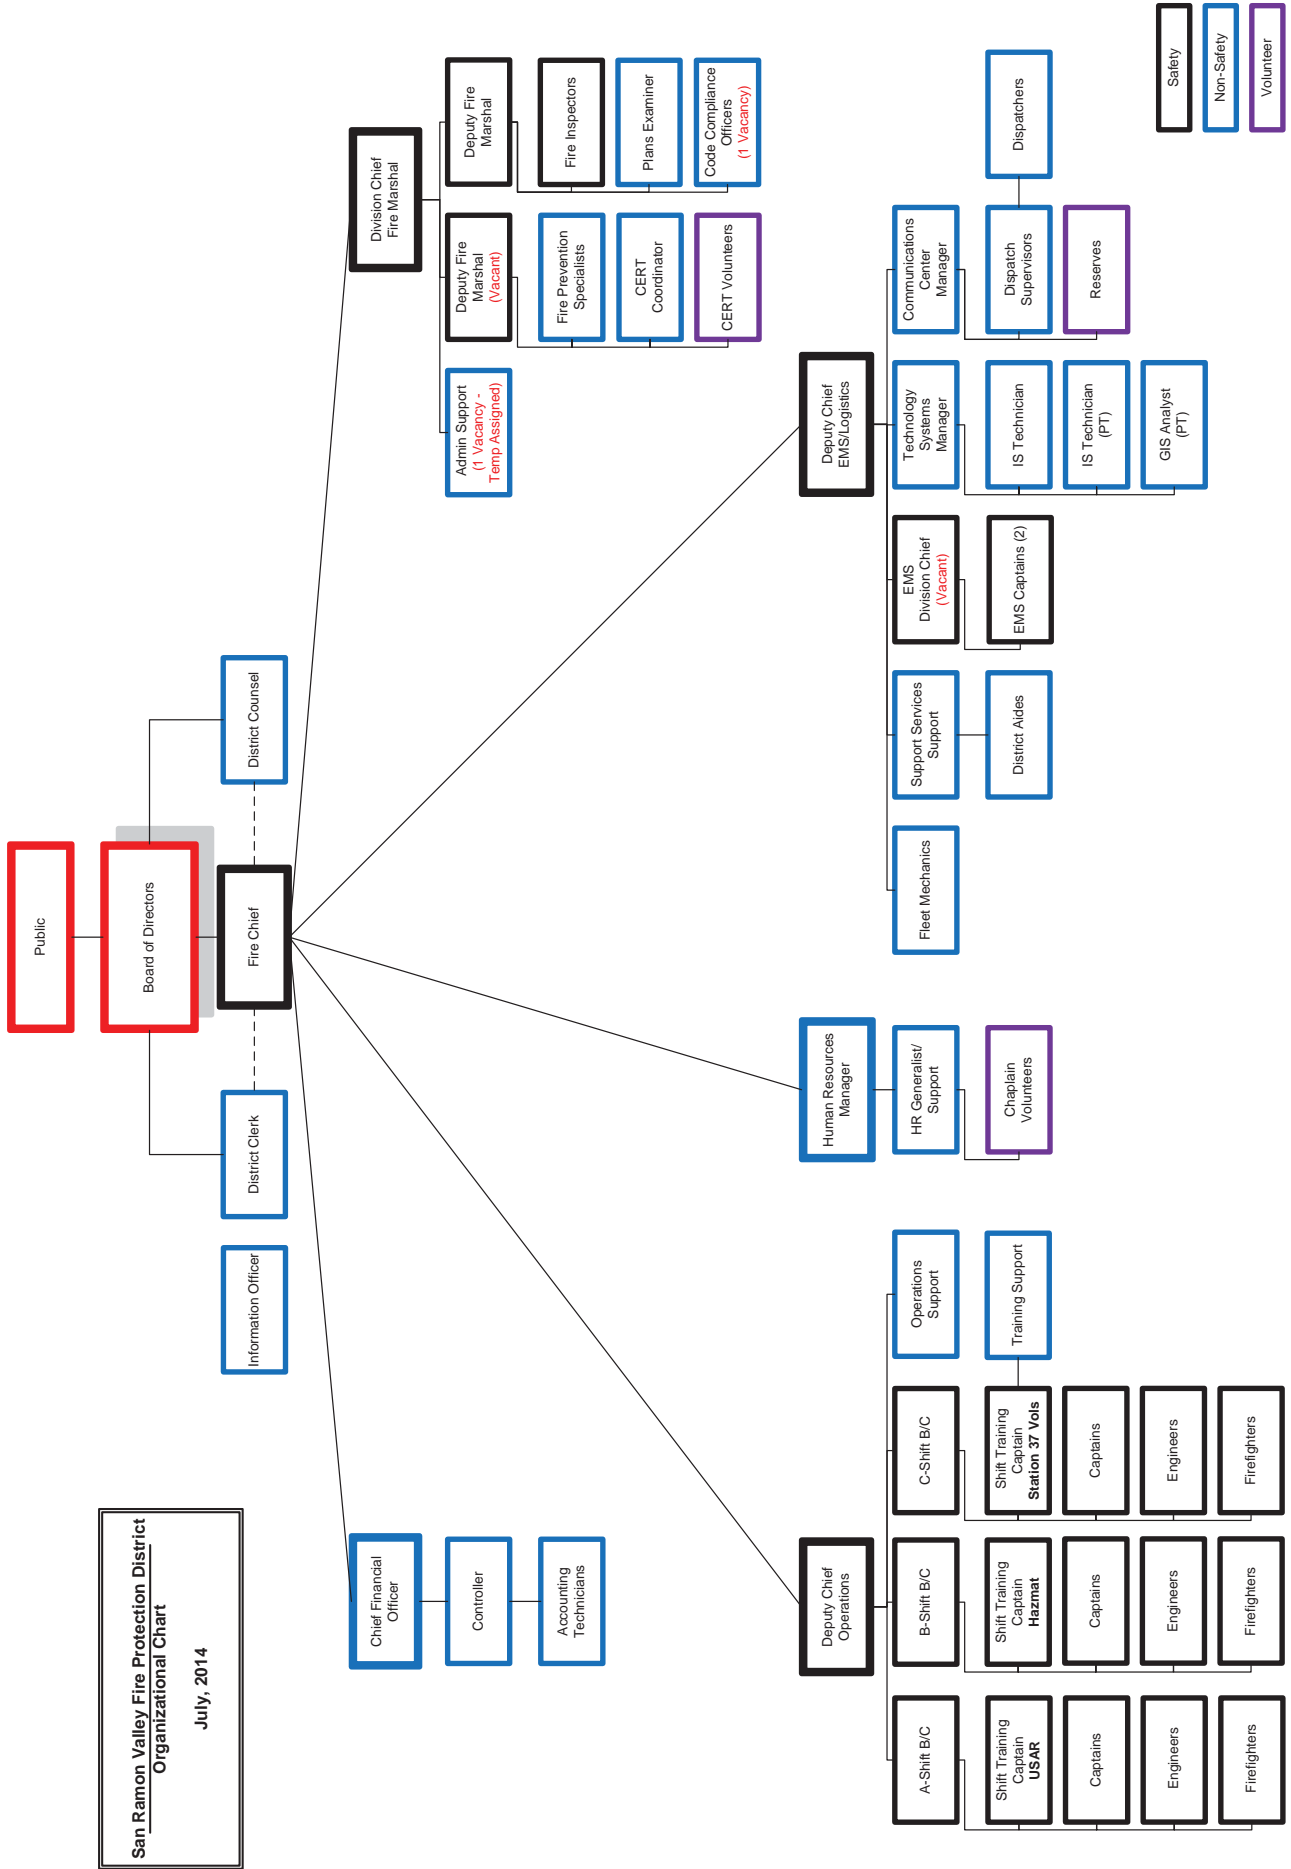 San Ramon Valley Fire Protection District
Organizational Chart
July, 2014
Public
Board of Directors
Information Officer
District Clerk
Fire Chief
District Counsel
Chief Financial
Officer
Controller
Accounting
Technicians
Division Chief
Fire Marshal
Admin Support
(1 Vacancy -
Temp Assigned)
Deputy Fire
Marshal
(Vacant)
Fire Prevention
Specialists
CERT
Coordinator
CERT Volunteers
Deputy Fire
Marshal
Fire Inspectors
Plans Examiner
Code Compliance
Officers
(1 Vacancy)
Deputy Chief
Operations
A-Shift B/C
Shift Training
Captain
USAR
Captains
Engineers
Firefighters
B-Shift B/C
Shift Training
Captain
Hazmat
Captains
Engineers
Firefighters
C-Shift B/C
Shift Training
Captain
Station 37 Vols
Captains
Engineers
Firefighters
Operations
Support
Training Support
Human Resources
Manager
HR Generalist/
Support
Chaplain
Volunteers
Deputy Chief
EMS/Logistics
Fleet Mechanics
Support Services
Support
District Aides
EMS
Division Chief
(Vacant)
EMS Captains (2)
Technology
Systems
Manager
IS Technician
IS Technician
(PT)
GIS Analyst
(PT)
Communications
Center
Manager
Dispatch
Supervisors
Reserves
Dispatchers
Safety
Non-Safety
Volunteer